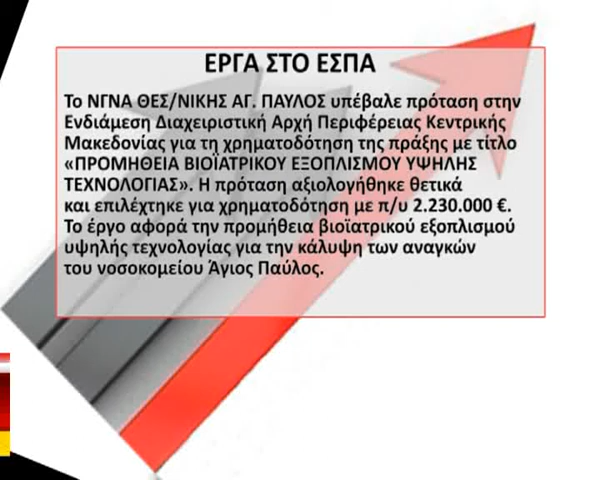 ΕΡΓΑ ΣΤΟ ΕΣΠΑ
Το ΝΓΝΑ ΘΕΣ/ΝΙΚΗΣ ΑΓ. ΠΑΥΛΟΣ υπέβαλε πρόταση στην
Ενδιάμεση Διαχειριστική Αρχή Περιφέρειας Κεντρικής
Μακεδονίας για τη χρηματοδότηση της πράξης με τίτλο
«ΠΡΟΜΗΘΕΙΑ ΒΙΟΪΑΤΡΙΚΟΥ ΕΞΟΠΛΙΣΜΟΥ ΥΨΗΛΗΣ
ΤΕΧΝΟΛΟΓΙΑΣ». Η πρόταση αξιολογήθηκε θετικά
και επιλέχτηκε για χρηματοδότηση με π/υ 2.230.000 €.
Το έργο αφορά την προμήθεια βιοϊατρικού εξοπλισμού
υψηλής τεχνολογίας για την κάλυψη των αναγκών
του νοσοκομείου Άγιος Παύλος.